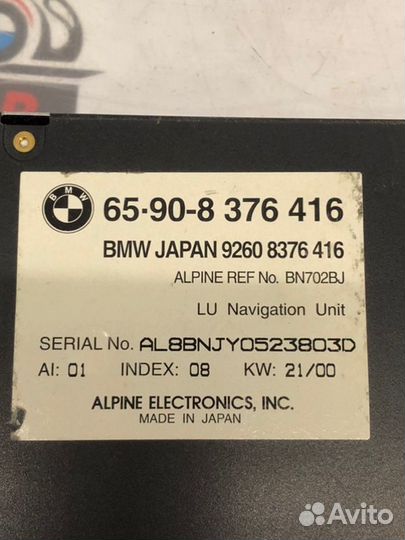 BMW
65·90-8 376 416
BMW JAPAN 9260 8376 416
ALPINE REF No. BN702BJ
LU Navigation Unit
SERIAL No. AL8BNJY0523803D
AI: 01 INDEX: 08 KW: 21/00
ALPINE ELECTRONICS, INC.
MADE IN JAPAN
Avito